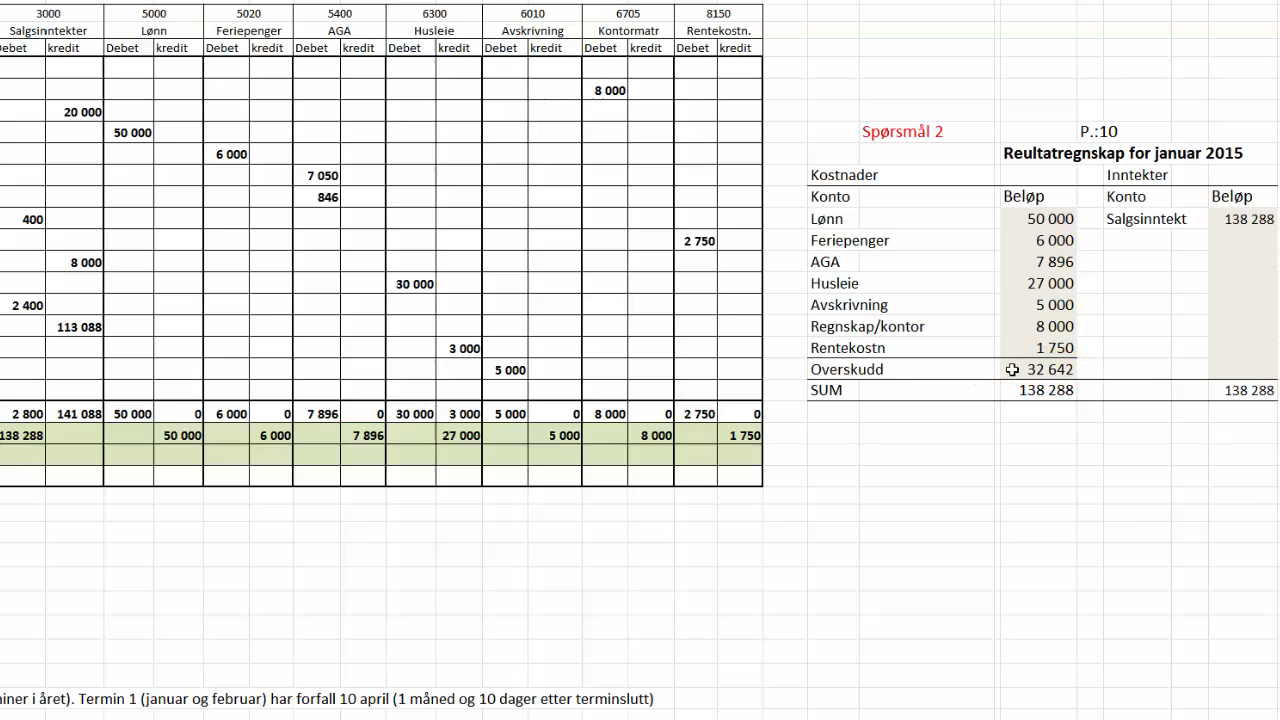 3000 5000 5020 5400 6300 6010 6705 8150
Salgsinntekter Lønn Feriepenger AGA Husleie Avskrivning Kontormatr Rentekostn.
Debet kredit Debet kredit Debet kredit Debet kredit Debet kredit Debet kredit Debet kredit Debet kredit
8 000
20 000
50 000
6 000
7 050
846
400
2 750
8 000
30 000
2 400
113 088
3 000
5 000
2 800 141 088 50 000 0 6 000 0 7 896 0 30 000 3 000 5 000 0 8 000 0 2 750 0
138 288 50 000 6 000 7 896 27 000 5 000 8 000 1 750
Spørsmål 2 P.:10
Reultatregnskap for januar 2015
Kostnader Inntekter
Konto Beløp Konto Beløp
Lønn 50 000 Salgsinntekt 138 288
Feriepenger 6 000
AGA 7 896
Husleie 27 000
Avskrivning 5 000
Regnskap/kontor 8 000
Rentekostn 1 750
Overskudd 32 642
SUM 138 288 138 288
niner i året). Termin 1 (januar og februar) har forfall 10 april (1 måned og 10 dager etter terminslutt)